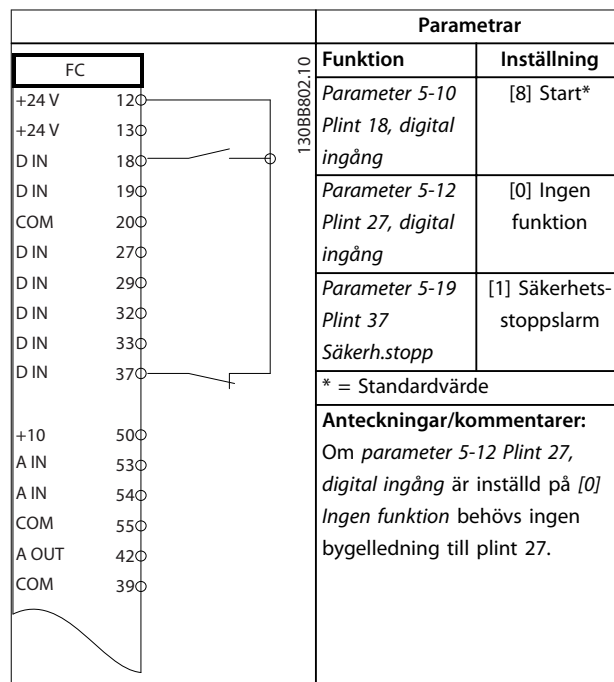 FC
+24 V 12
+24 V 13
D IN 18
D IN 19
COM 20
D IN 27
D IN 29
D IN 32
D IN 33
D IN 37
+10 50
A IN 53
A IN 54
COM 55
A OUT 42
COM 39
130BB802.10
Parametrar
Funktion Inställning
Parameter 5-10 [8] Start*
Plint 18, digital
ingång
Parameter 5-12 [0] Ingen
Plint 27, digital funktion
ingång
Parameter 5-19 [1] Säkerhets-
Plint 37 stoppslarm
Säkerh.stopp
* = Standardvärde
Anteckningar/kommentarer:
Om parameter 5-12 Plint 27,
digital ingång är inställd på [0]
Ingen funktion behövs ingen
bygelledning till plint 27.